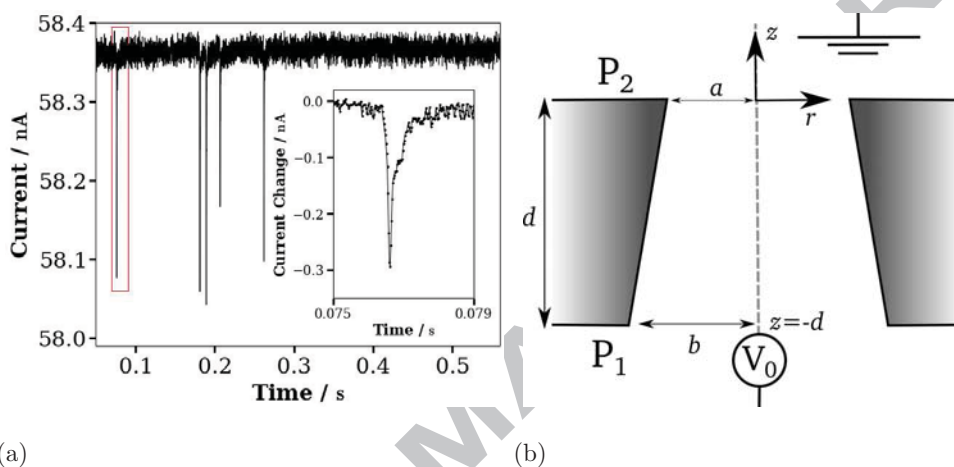 58.4
58.3
58.2
58.1
58.0
Current / nA
0.1 0.2 0.3 0.4 0.5
Time / s
0.0
−0.1
−0.2
−0.3
Current Change / nA
0.075 0.079
Time / s
(a)
z
P₂
a
r
d
z=-d
b
P₁
V₀
(b)